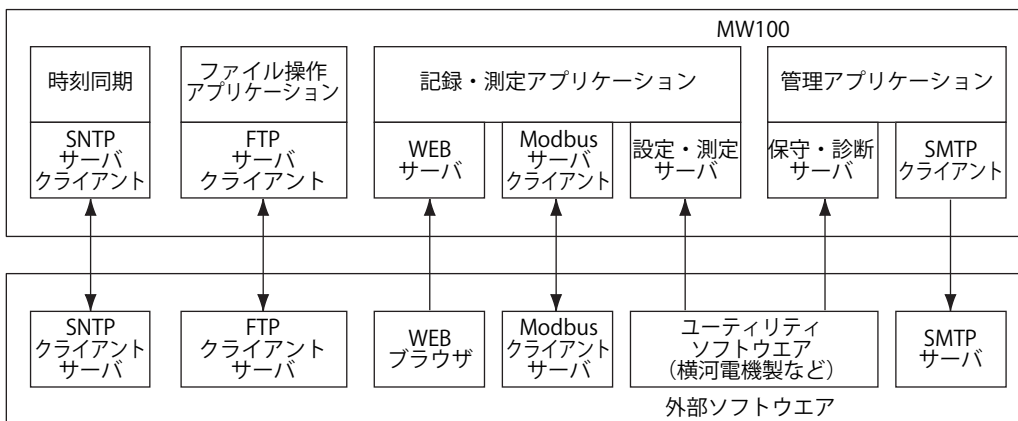 MW100
時刻同期
ファイル操作
アプリケーション
記録・測定アプリケーション
管理アプリケーション
SNTP
サーバ
クライアント
FTP
サーバ
クライアント
WEB
サーバ
Modbus
サーバ
クライアント
設定・測定
サーバ
保守・診断
サーバ
SMTP
クライアント
SNTP
クライアント
サーバ
FTP
クライアント
サーバ
WEB
ブラウザ
Modbus
クライアント
サーバ
ユーティリティ
ソフトウエア
（横河電機製など）
SMTP
サーバ
外部ソフトウエア